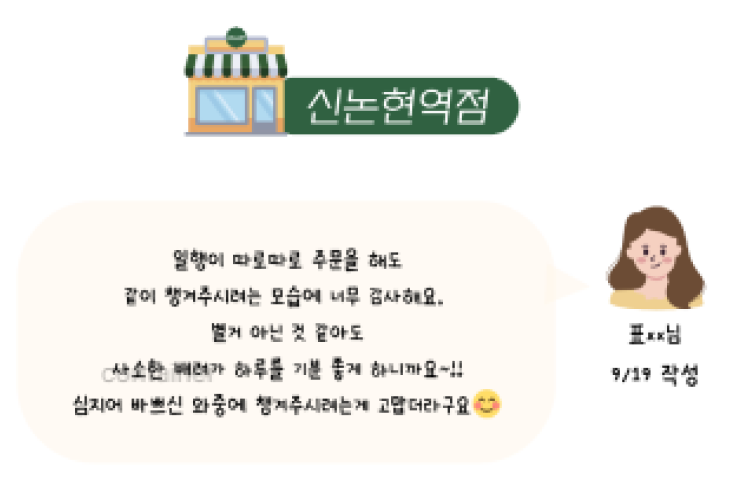 신논현역점
일행이 따로따로 주문을 해도
같이 챙겨주시려는 모습에 너무 감사해요.
별거 아닌 것 같아도
사소한 배려가 하루를 기분 좋게 하니까요~!!
심지어 바쁘신 와중에 챙겨주시려는게 고맙더라구요😊
표xx님
9/19 작성
container